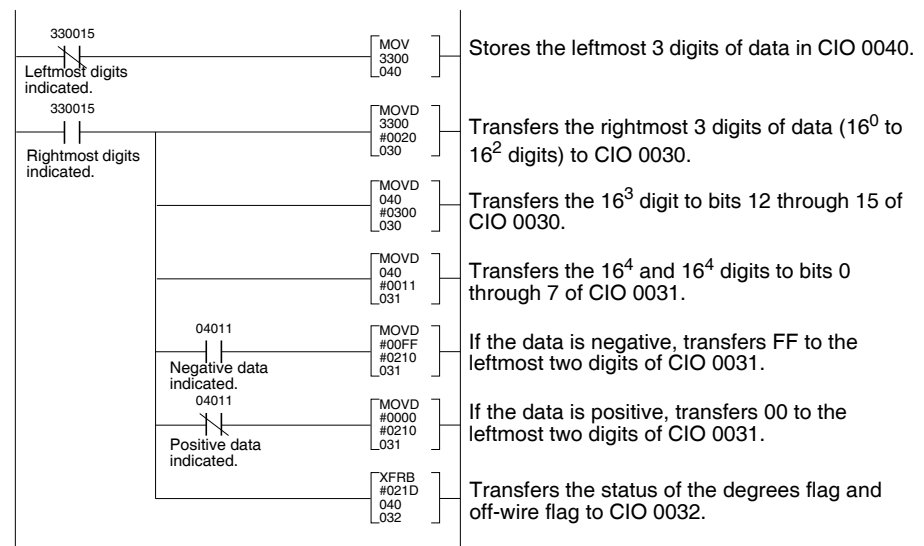 330015
Leftmost digits
indicated.
MOV
3300
040
Stores the leftmost 3 digits of data in CIO 0040.
330015
Rightmost digits
indicated.
MOVD
3300
#0020
030
Transfers the rightmost 3 digits of data (16⁰ to
16² digits) to CIO 0030.
MOVD
040
#0300
030
Transfers the 16³ digit to bits 12 through 15 of
CIO 0030.
MOVD
040
#0011
031
Transfers the 16⁴ and 16⁴ digits to bits 0
through 7 of CIO 0031.
04011
Negative data
indicated.
MOVD
#00FF
#0210
031
If the data is negative, transfers FF to the
leftmost two digits of CIO 0031.
04011
Positive data
indicated.
MOVD
#0000
#0210
031
If the data is positive, transfers 00 to the
leftmost two digits of CIO 0031.
XFRB
#021D
040
032
Transfers the status of the degrees flag and
off-wire flag to CIO 0032.